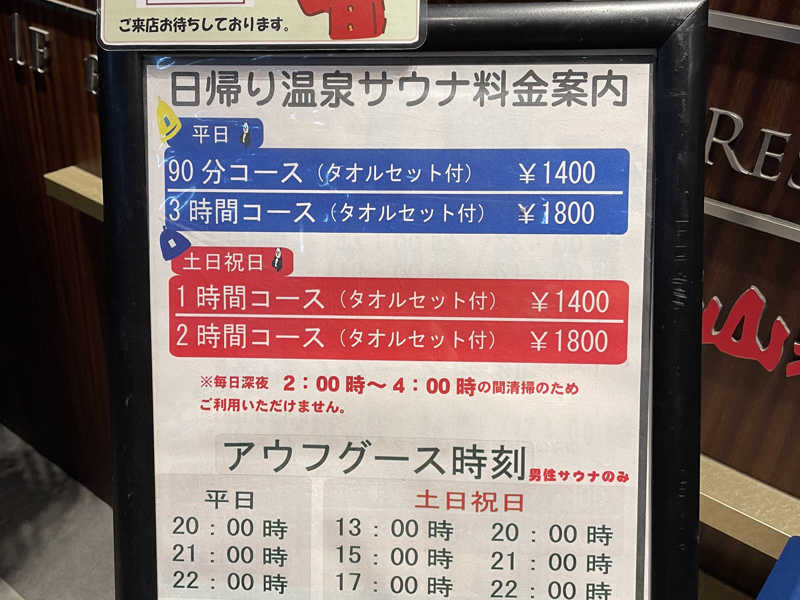 ご来店お待ちしております。
日帰り温泉サウナ料金案内
平日
90分コース（タオルセット付） ￥1400
3時間コース（タオルセット付） ￥1800
土日祝日
1時間コース（タオルセット付） ￥1400
2時間コース（タオルセット付） ￥1800
※毎日深夜 2：00時〜4：00時の間清掃のため
ご利用いただけません。
アウフグース時刻 男性サウナのみ
平日 土日祝日
20：00時 13：00時 20：00時
21：00時 15：00時 21：00時
22：00時 17：00時 22：00時
RES
山